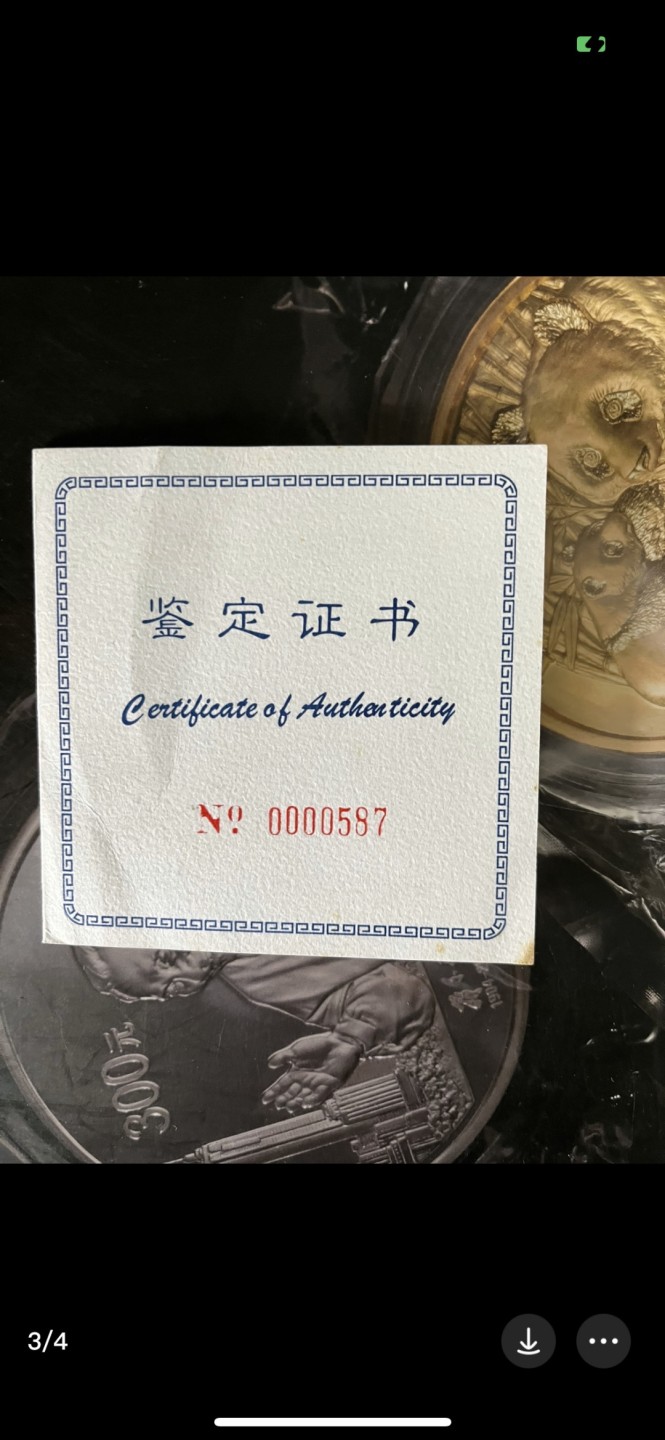 鉴定证书
Certificate of Authenticity
Nº 0000587
300元
3/4